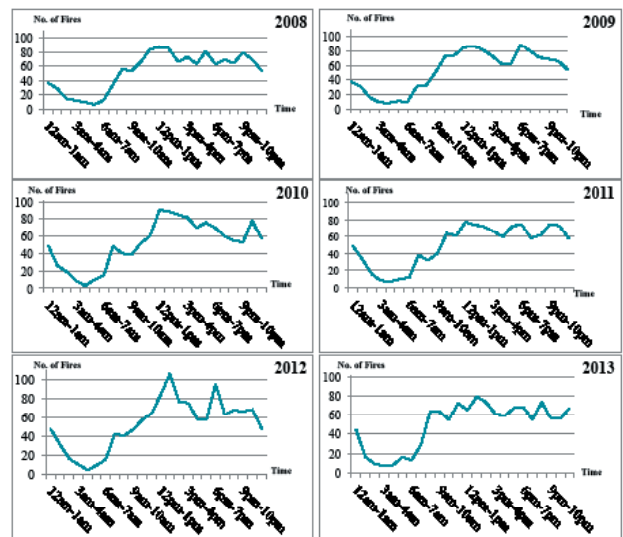 No. of Fires
2008
100
80
60
40
20
0
Time
12am-1am
3am-4am
6am-7am
9am-10am
12pm-1pm
3pm-4pm
6pm-7pm
9pm-10pm
No. of Fires
2009
100
80
60
40
20
0
Time
12am-1am
3am-4am
6am-7am
9am-10am
12pm-1pm
3pm-4pm
6pm-7pm
9pm-10pm
No. of Fires
2010
100
80
60
40
20
0
Time
12am-1am
3am-4am
6am-7am
9am-10am
12pm-1pm
3pm-4pm
6pm-7pm
9pm-10pm
No. of Fires
2011
100
80
60
40
20
0
Time
12am-1am
3am-4am
6am-7am
9am-10am
12pm-1pm
3pm-4pm
6pm-7pm
9pm-10pm
No. of Fires
2012
100
80
60
40
20
0
Time
12am-1am
3am-4am
6am-7am
9am-10am
12pm-1pm
3pm-4pm
6pm-7pm
9pm-10pm
No. of Fires
2013
100
80
60
40
20
0
Time
12am-1am
3am-4am
6am-7am
9am-10am
12pm-1pm
3pm-4pm
6pm-7pm
9pm-10pm